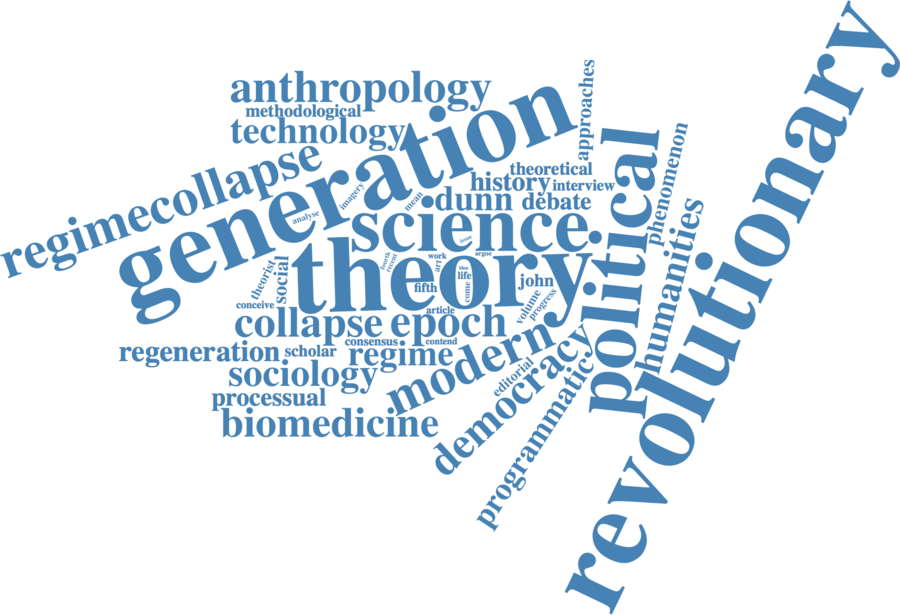 revolutionary
anthropology
approaches
methodological
technology
generation
regimecollapse
political
phenomenon
theoretical
history
interview
imagery
mean
dunn
debate
analyse
science
humanities
issue
theory
argue
work
fourth
recent
art
idea
life
come
theorist
social
john
fifth
volume
progress
conceive
article
collapse
epoch
consensus
contend
modern
regeneration
scholar
regime
democracy
editorial
sociology
programmatic
processual
biomedicine